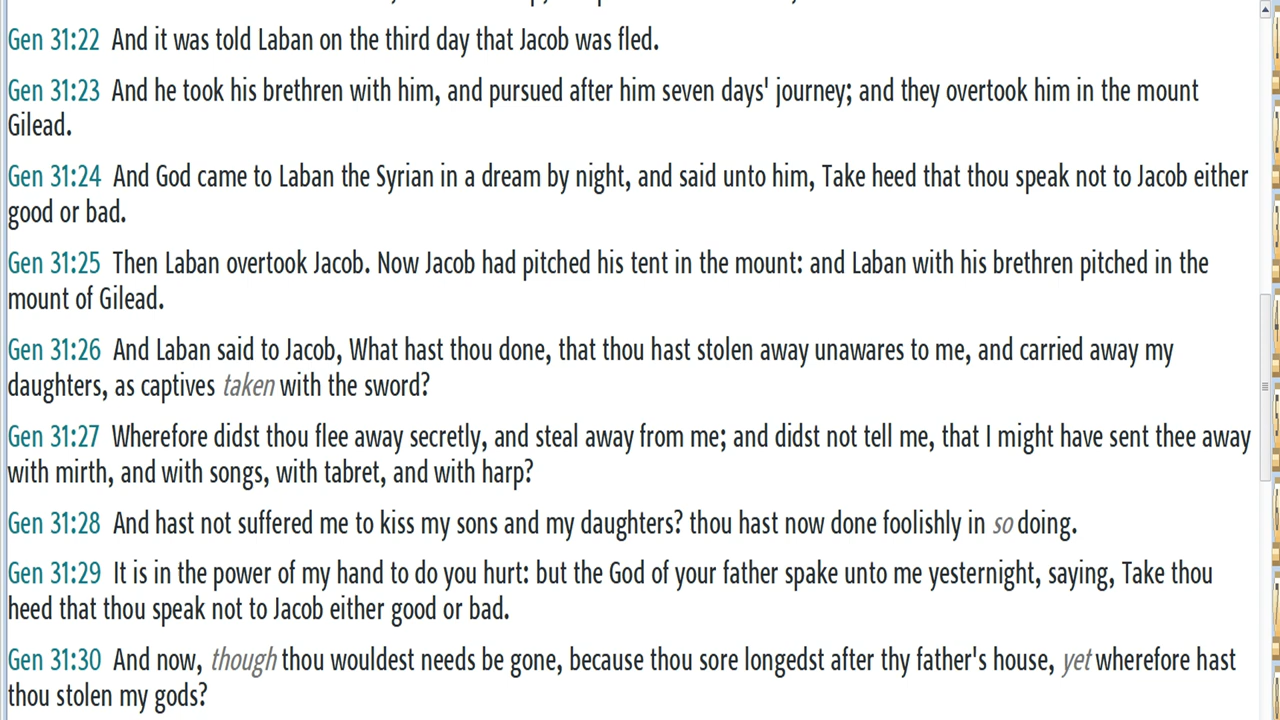 Gen 31:22 And it was told Laban on the third day that Jacob was fled.
Gen 31:23 And he took his brethren with him, and pursued after him seven days' journey; and they overtook him in the mount
Gilead.
Gen 31:24 And God came to Laban the Syrian in a dream by night, and said unto him, Take heed that thou speak not to Jacob either
good or bad.
Gen 31:25 Then Laban overtook Jacob. Now Jacob had pitched his tent in the mount: and Laban with his brethren pitched in the
mount of Gilead.
Gen 31:26 And Laban said to Jacob, What hast thou done, that thou hast stolen away unawares to me, and carried away my
daughters, as captives taken with the sword?
Gen 31:27 Wherefore didst thou flee away secretly, and steal away from me; and didst not tell me, that I might have sent thee away
with mirth, and with songs, with tabret, and with harp?
Gen 31:28 And hast not suffered me to kiss my sons and my daughters? thou hast now done foolishly in so doing.
Gen 31:29 It is in the power of my hand to do you hurt: but the God of your father spake unto me yesternight, saying, Take thou
heed that thou speak not to Jacob either good or bad.
Gen 31:30 And now, though thou wouldest needs be gone, because thou sore longedst after thy father's house, yet wherefore hast
thou stolen my gods?